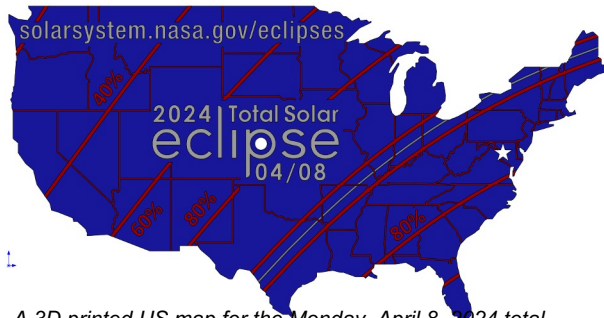 solarsystem.nasa.gov/eclipses
40%
2024 Total Solar
eclipse
04/08
60%
80%
80%
A 3D printed US map for the Monday, April 8, 2024 total